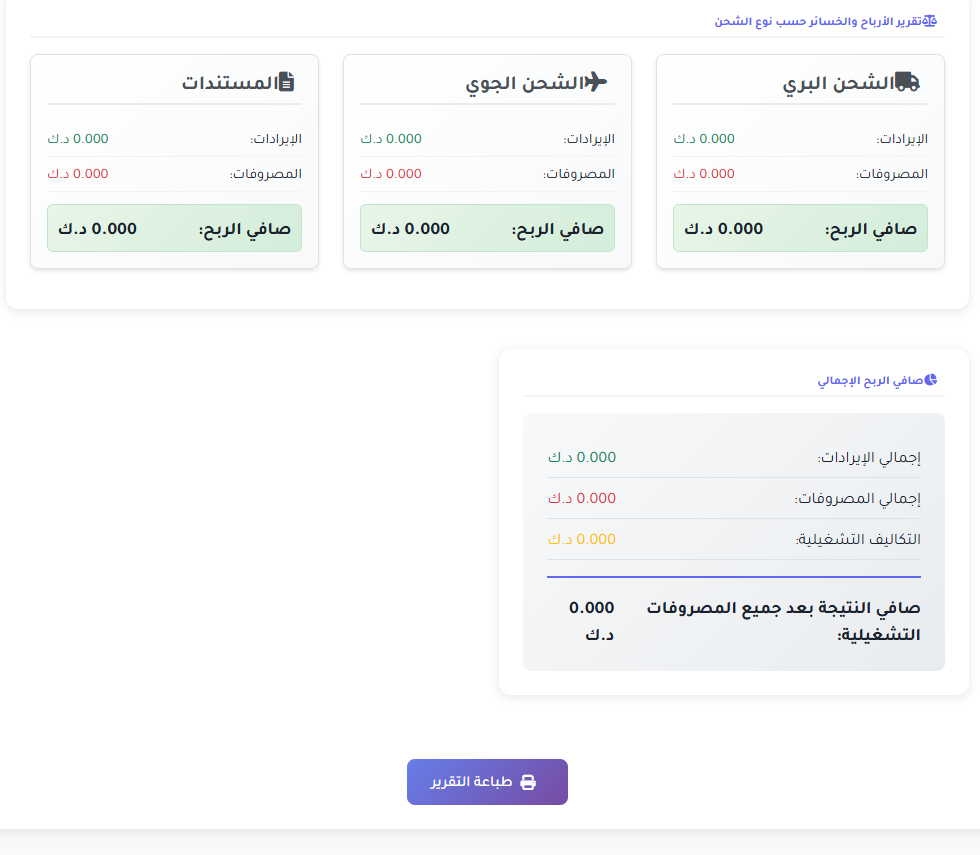 تقرير الأرباح والخسائر حسب نوع الشحن
الشحن البري
الإيرادات: 0.000 د.ك
المصروفات: 0.000 د.ك
صافي الربح: 0.000 د.ك
الشحن الجوي
الإيرادات: 0.000 د.ك
المصروفات: 0.000 د.ك
صافي الربح: 0.000 د.ك
المستندات
الإيرادات: 0.000 د.ك
المصروفات: 0.000 د.ك
صافي الربح: 0.000 د.ك
صافي الربح الإجمالي
إجمالي الإيرادات: 0.000 د.ك
إجمالي المصروفات: 0.000 د.ك
التكاليف التشغيلية: 0.000 د.ك
صافي النتيجة بعد جميع المصروفات
التشغيلية:
0.000
د.ك
طباعة التقرير